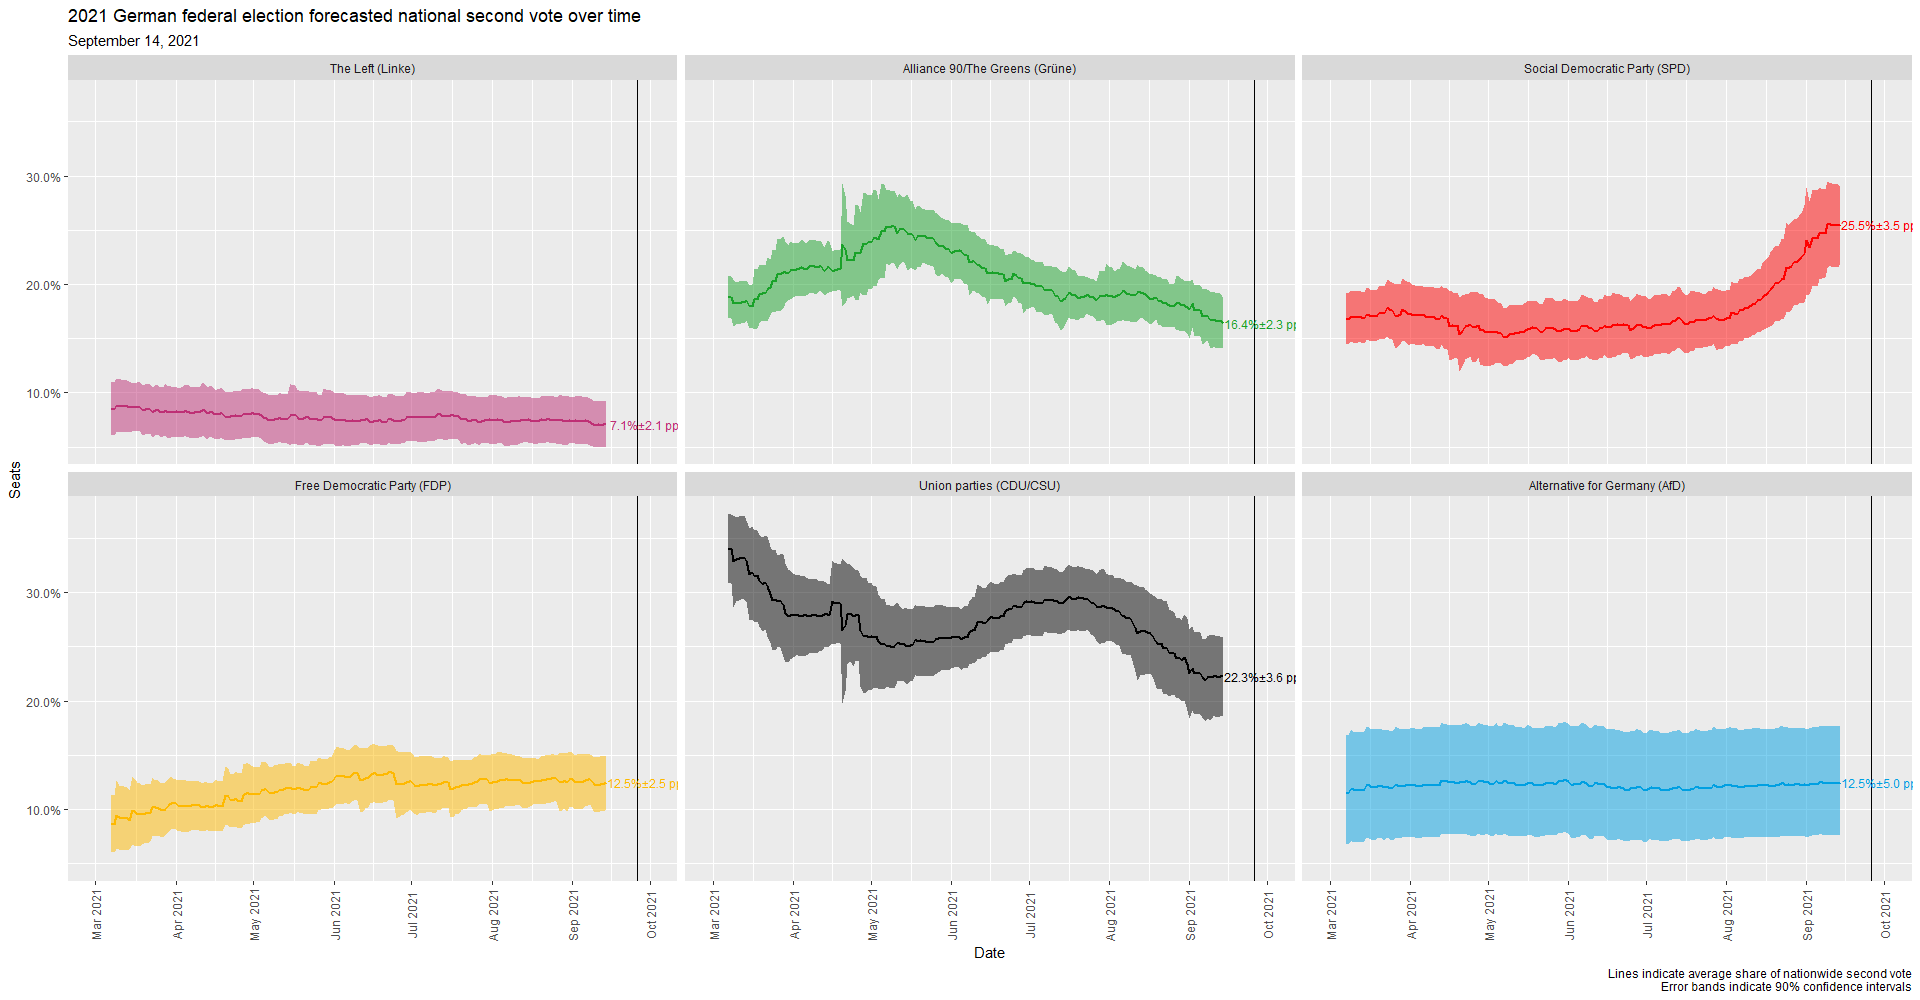 2021 German federal election forecasted national second vote over time
September 14, 2021
The Left (Linke)
Alliance 90/The Greens (Grüne)
Social Democratic Party (SPD)
30.0%
20.0%
10.0%
7.1%±2.1 pp
16.4%±2.3 pp
25.5%±3.5 pp
Seats
Free Democratic Party (FDP)
Union parties (CDU/CSU)
Alternative for Germany (AfD)
30.0%
20.0%
10.0%
12.5%±2.5 pp
22.3%±3.6 pp
12.5%±5.0 pp
Mar 2021
Apr 2021
May 2021
Jun 2021
Jul 2021
Aug 2021
Sep 2021
Oct 2021
Mar 2021
Apr 2021
May 2021
Jun 2021
Jul 2021
Aug 2021
Sep 2021
Oct 2021
Mar 2021
Apr 2021
May 2021
Jun 2021
Jul 2021
Aug 2021
Sep 2021
Oct 2021
Date
Lines indicate average share of nationwide second vote
Error bands indicate 90% confidence intervals